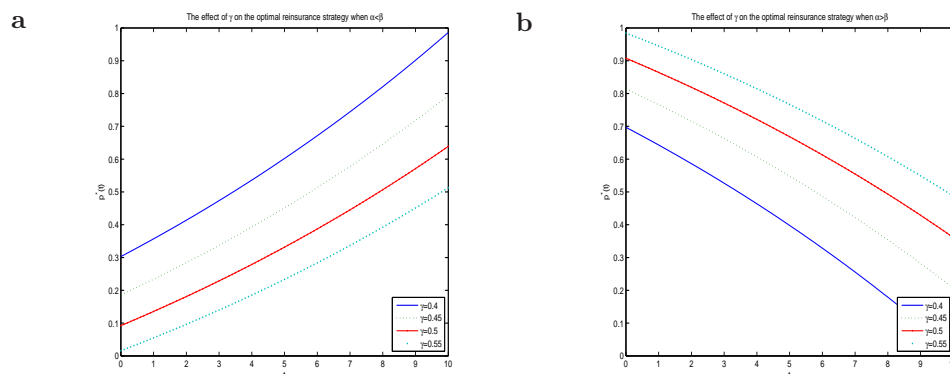 a
The effect of γ on the optimal reinsurance strategy when α<β
1
0.9
0.8
0.7
0.6
0.5
0.4
0.3
0.2
0.1
0
p*(t)
0 1 2 3 4 5 6 7 8 9 10
γ=0.4
γ=0.45
γ=0.5
γ=0.55
b
The effect of γ on the optimal reinsurance strategy when α>β
1
0.9
0.8
0.7
0.6
0.5
0.4
0.3
0.2
0.1
0
p*(t)
0 1 2 3 4 5 6 7 8 9
γ=0.4
γ=0.45
γ=0.5
γ=0.55